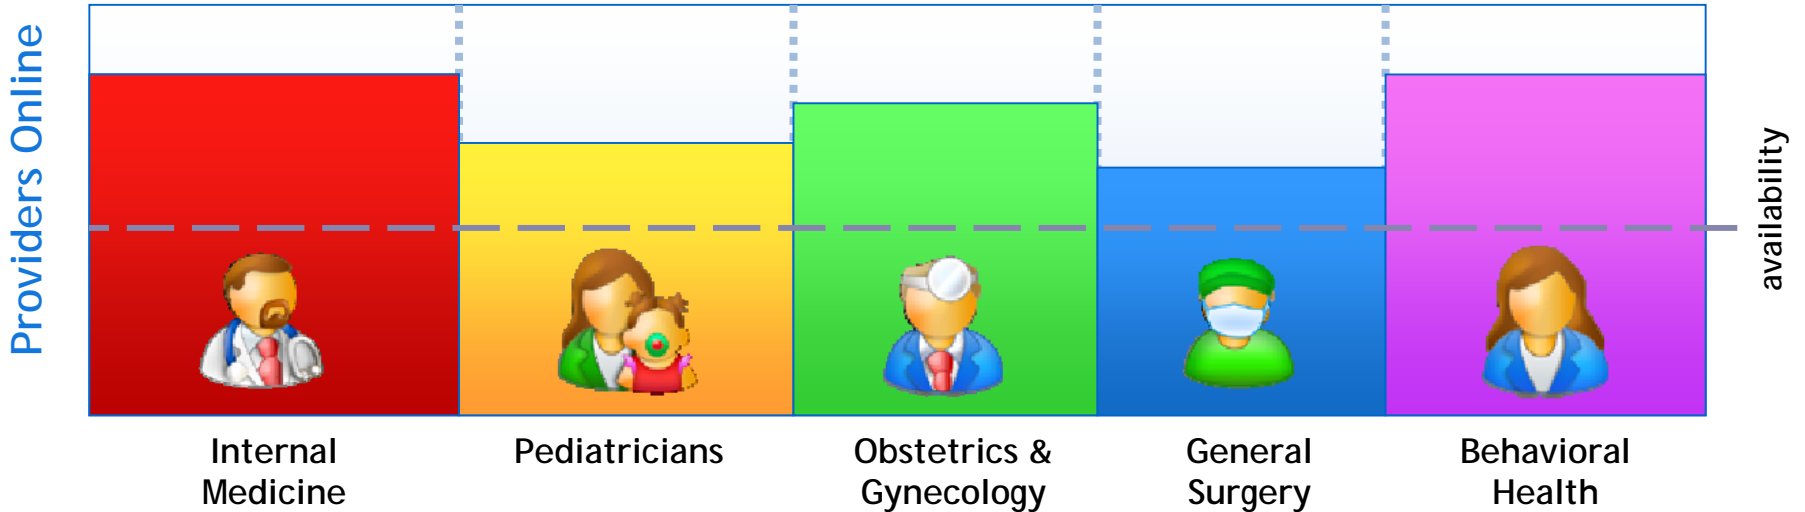 Providers Online
availability
Internal
Medicine
Pediatricians
Obstetrics &
Gynecology
General
Surgery
Behavioral
Health